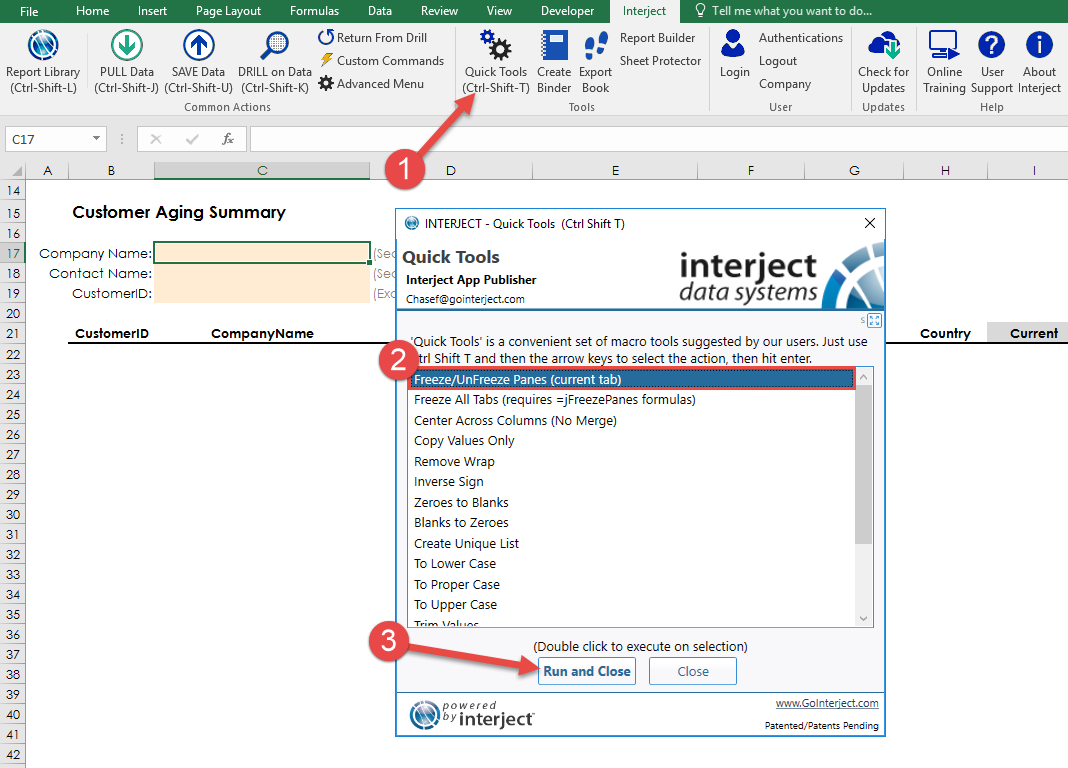 File Home Insert Page Layout Formulas Data Review View Developer Interject Tell me what you want to do...
Report Library
(Ctrl-Shift-L)
PULL Data
(Ctrl-Shift-J)
SAVE Data
(Ctrl-Shift-U)
DRILL on Data
(Ctrl-Shift-K)
Return From Drill
Custom Commands
Advanced Menu
Common Actions
Quick Tools
(Ctrl-Shift-T)
Create
Binder
Export
Book
Report Builder
Sheet Protector
Tools
Login
Authentications
Logout
Company
User
Check for
Updates
Updates
Online
Training
User
Support
About
Interject
Help
C17
fx
1
A B C D E F G H I
14
15 Customer Aging Summary
16
17 Company Name: (Sec
18 Contact Name: (Sec
19 CustomerID: (Exc
20
21 CustomerID CompanyName Country Current
22
23
24
25
26
27
28
29
30
31
32
33
34
35
36
37
38
39
40
41
42
INTERJECT - Quick Tools (Ctrl Shift T)
Quick Tools
Interject App Publisher
Chasef@gointerject.com
interject
data systems
s
'Quick Tools' is a convenient set of macro tools suggested by our users. Just use
trl Shift T and then the arrow keys to select the action, then hit enter.
2
Freeze/UnFreeze Panes (current tab)
Freeze All Tabs (requires =jFreezePanes formulas)
Center Across Columns (No Merge)
Copy Values Only
Remove Wrap
Inverse Sign
Zeroes to Blanks
Blanks to Zeroes
Create Unique List
To Lower Case
To Proper Case
To Upper Case
Trim Values
3
(Double click to execute on selection)
Run and Close Close
powered
by interject
www.GoInterject.com
Patented/Patents Pending